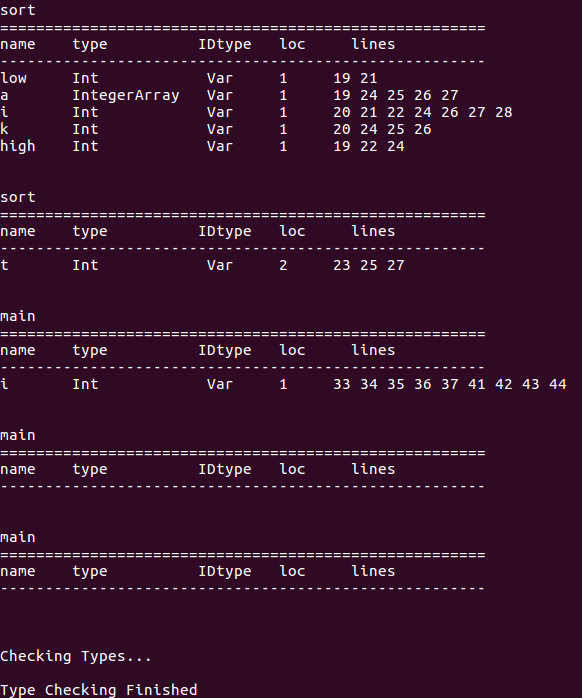 sort
======================================================
name    type          IDtype   loc     lines
------------------------------------------------------
low     Int            Var     1     19 21
a       IntegerArray   Var     1     19 24 25 26 27
i       Int            Var     1     20 21 22 24 26 27 28
k       Int            Var     1     20 24 25 26
high    Int            Var     1     19 22 24
sort
======================================================
name    type          IDtype   loc     lines
------------------------------------------------------
t       Int            Var     2     23 25 27
main
======================================================
name    type          IDtype   loc     lines
------------------------------------------------------
i       Int            Var     1     33 34 35 36 37 41 42 43 44
main
======================================================
name    type          IDtype   loc     lines
------------------------------------------------------
main
======================================================
name    type          IDtype   loc     lines
------------------------------------------------------
Checking Types...
Type Checking Finished